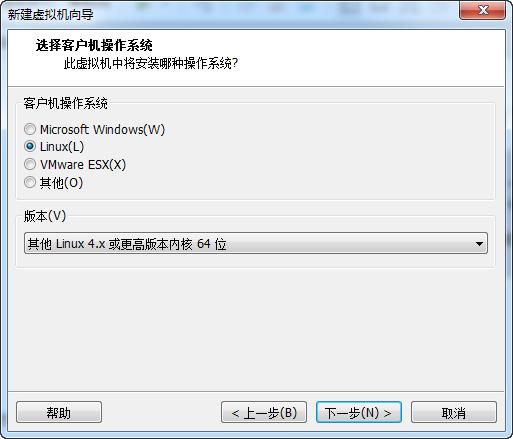 新建虚拟机向导
选择客户机操作系统
此虚拟机中将安装哪种操作系统?
客户机操作系统
Microsoft Windows(W)
Linux(L)
VMware ESX(X)
其他(O)
版本(V)
其他 Linux 4.x 或更高版本内核 64 位
帮助
< 上一步(B)
下一步(N) >
取消